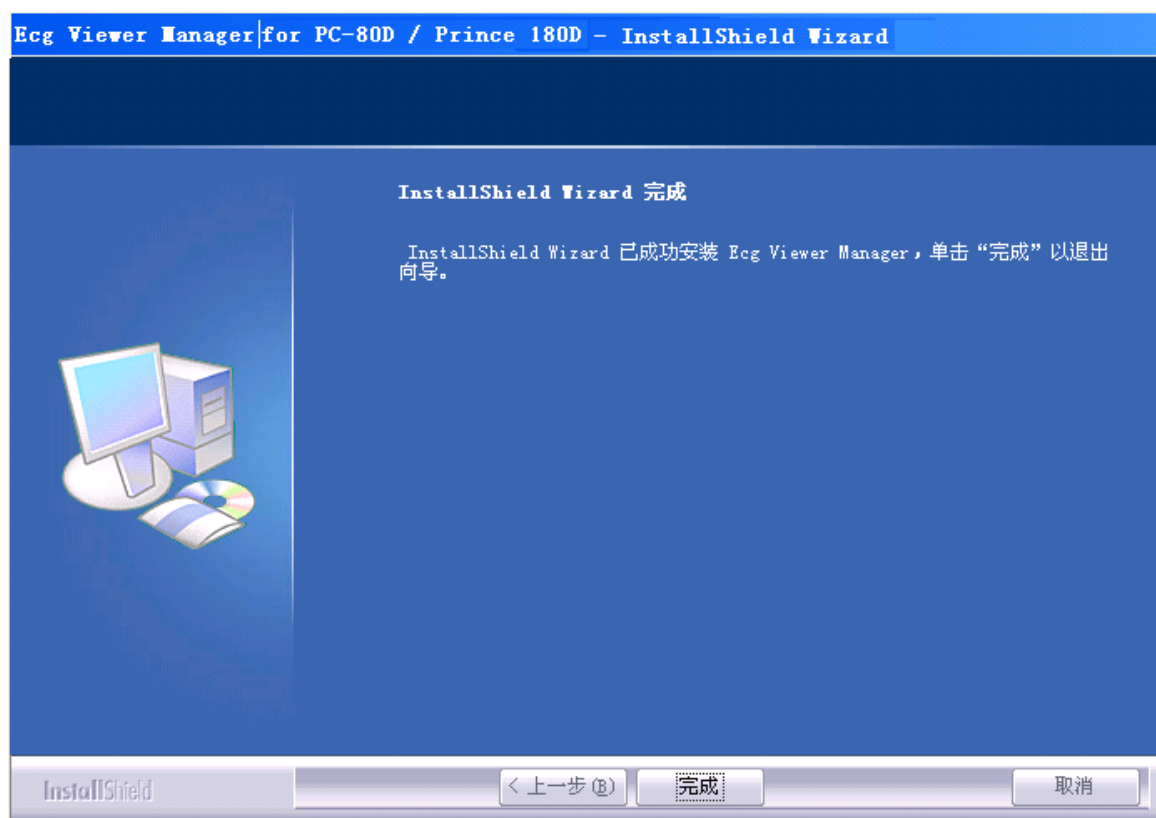 Ecg Viewer Manager for PC-80D / Prince 180D - InstallShield Wizard
InstallShield Wizard 完成
InstallShield Wizard 已成功安装 Ecg Viewer Manager，单击“完成”以退出
向导。
InstallShield
< 上一步(B)
完成
取消